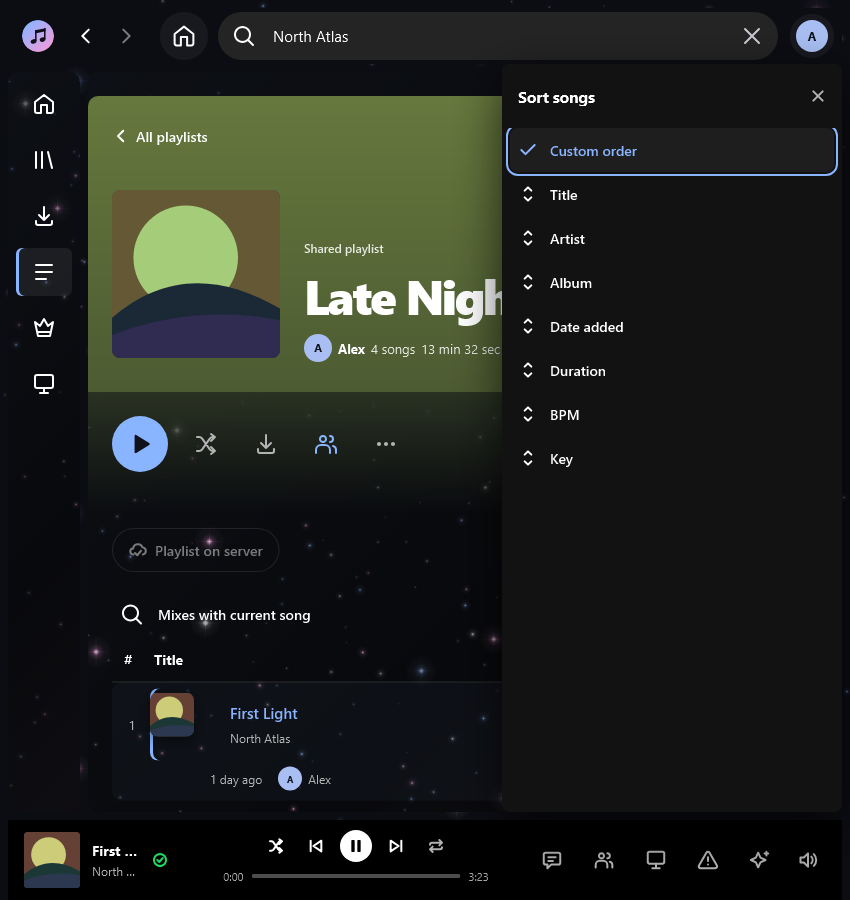 North Atlas
A
Sort songs
Custom order
Title
Artist
Album
Date added
Duration
BPM
Key
All playlists
Shared playlist
Late Nigh
A Alex 4 songs 13 min 32 sec
Playlist on server
Mixes with current song
# Title
1
First Light
North Atlas
1 day ago A Alex
First ...
North ...
0:00
3:23